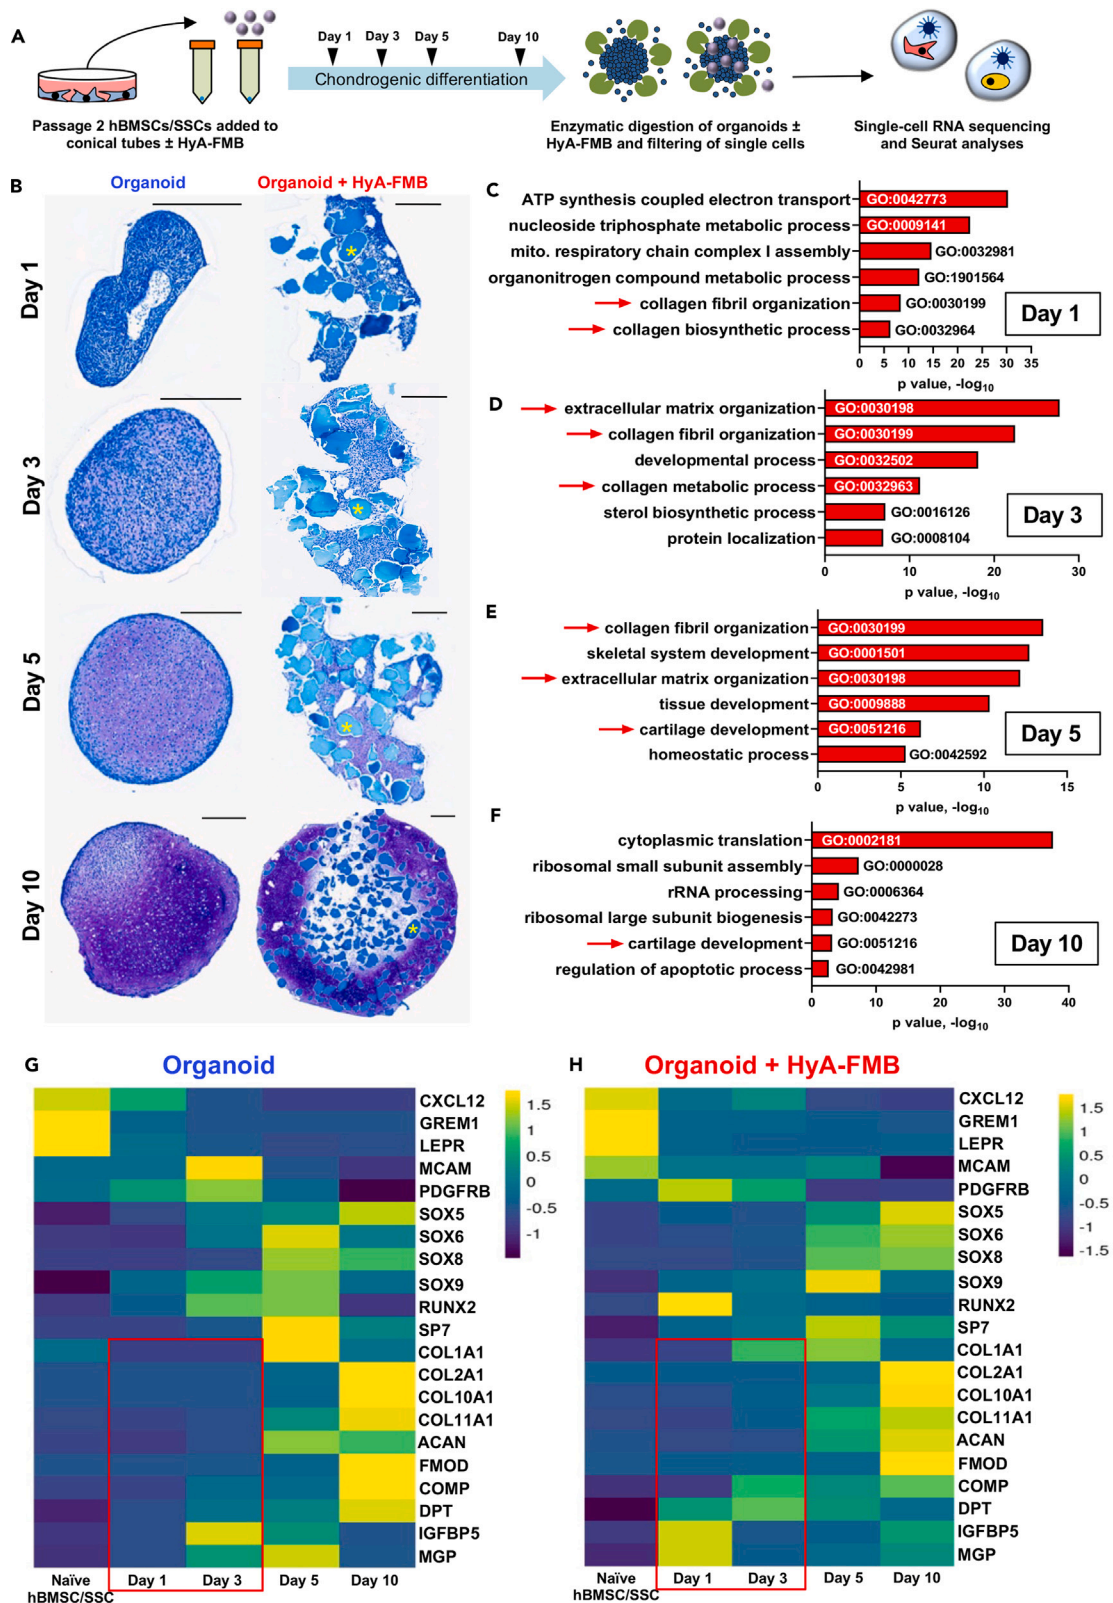 A
Day 1
Day 3
Day 5
Day 10
Chondrogenic differentiation
Passage 2 hBMSCs/SSCs added to
conical tubes ± HyA-FMB
Enzymatic digestion of organoids ±
HyA-FMB and filtering of single cells
Single-cell RNA sequencing
and Seurat analyses
B
Organoid
Organoid + HyA-FMB
Day 1
*
Day 3
*
Day 5
*
Day 10
*
C
ATP synthesis coupled electron transport
GO:0042773
nucleoside triphosphate metabolic process
GO:0009141
mito. respiratory chain complex I assembly
GO:0032981
organonitrogen compound metabolic process
GO:1901564
collagen fibril organization
GO:0030199
collagen biosynthetic process
GO:0032964
Day 1
0 5 10 15 20 25 30 35
p value, -log10
D
extracellular matrix organization
GO:0030198
collagen fibril organization
GO:0030199
developmental process
GO:0032502
collagen metabolic process
GO:0032963
sterol biosynthetic process
GO:0016126
protein localization
GO:0008104
Day 3
0 10 20 30
p value, -log10
E
collagen fibril organization
GO:0030199
skeletal system development
GO:0001501
extracellular matrix organization
GO:0030198
tissue development
GO:0009888
cartilage development
GO:0051216
homeostatic process
GO:0042592
Day 5
0 5 10 15
p value, -log10
F
cytoplasmic translation
GO:0002181
ribosomal small subunit assembly
GO:0000028
rRNA processing
GO:0006364
ribosomal large subunit biogenesis
GO:0042273
cartilage development
GO:0051216
regulation of apoptotic process
GO:0042981
Day 10
0 10 20 30 40
p value, -log10
G
Organoid
CXCL12
GREM1
LEPR
MCAM
PDGFRB
SOX5
SOX6
SOX8
SOX9
RUNX2
SP7
COL1A1
COL2A1
COL10A1
COL11A1
ACAN
FMOD
COMP
DPT
IGFBP5
MGP
1.5
1
0.5
0
-0.5
-1
Naïve
hBMSC/SSC
Day 1
Day 3
Day 5
Day 10
H
Organoid + HyA-FMB
CXCL12
GREM1
LEPR
MCAM
PDGFRB
SOX5
SOX6
SOX8
SOX9
RUNX2
SP7
COL1A1
COL2A1
COL10A1
COL11A1
ACAN
FMOD
COMP
DPT
IGFBP5
MGP
1.5
1
0.5
0
-0.5
-1
-1.5
Naïve
hBMSC/SSC
Day 1
Day 3
Day 5
Day 10